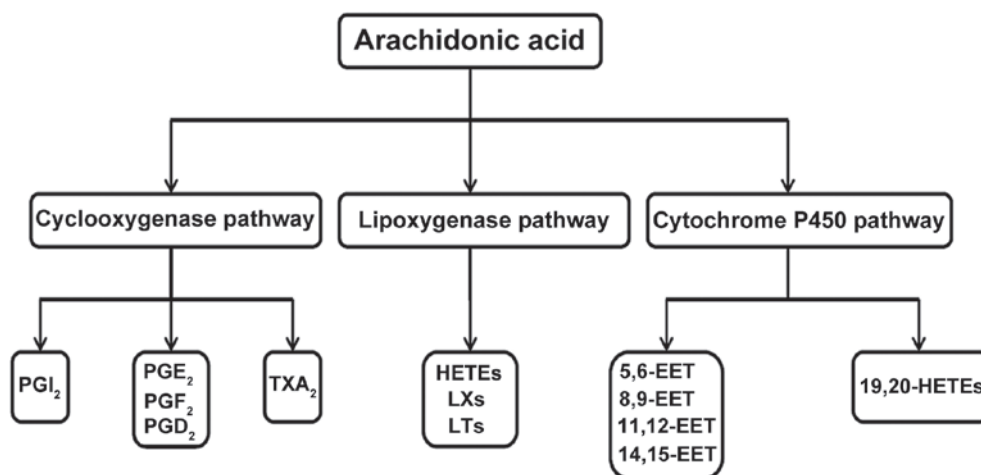 Arachidonic acid
Cyclooxygenase pathway
Lipoxygenase pathway
Cytochrome P450 pathway
PGI₂
PGE₂
PGF₂
PGD₂
TXA₂
HETEs
LXs
LTs
5,6-EET
8,9-EET
11,12-EET
14,15-EET
19,20-HETEs